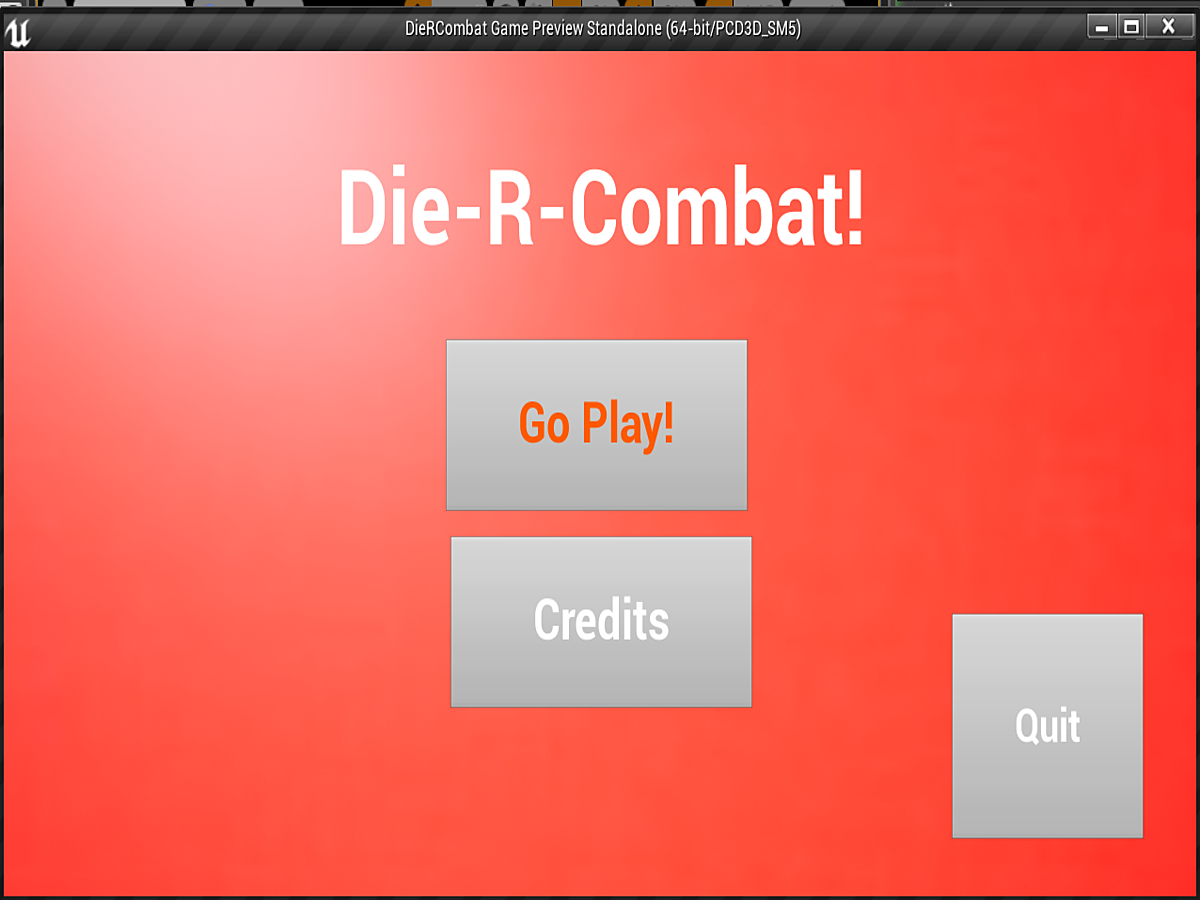 DieRCombat Game Preview Standalone (64-bit/PCD3D_SM5)
Die-R-Combat!
Go Play!
Credits
Quit